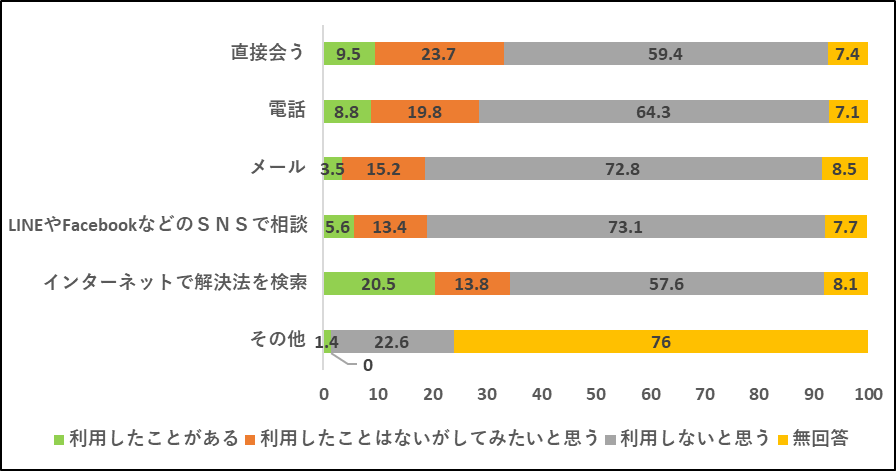 直接会う 9.5 23.7 59.4 7.4
電話 8.8 19.8 64.3 7.1
メール 3.5 15.2 72.8 8.5
LINEやFacebookなどのＳＮＳで相談 5.6 13.4 73.1 7.7
インターネットで解決法を検索 20.5 13.8 57.6 8.1
その他 1.4 22.6 76
0
0 10 20 30 40 50 60 70 80 90 100
利用したことがある 利用したことはないがしてみたいと思う 利用しないと思う 無回答